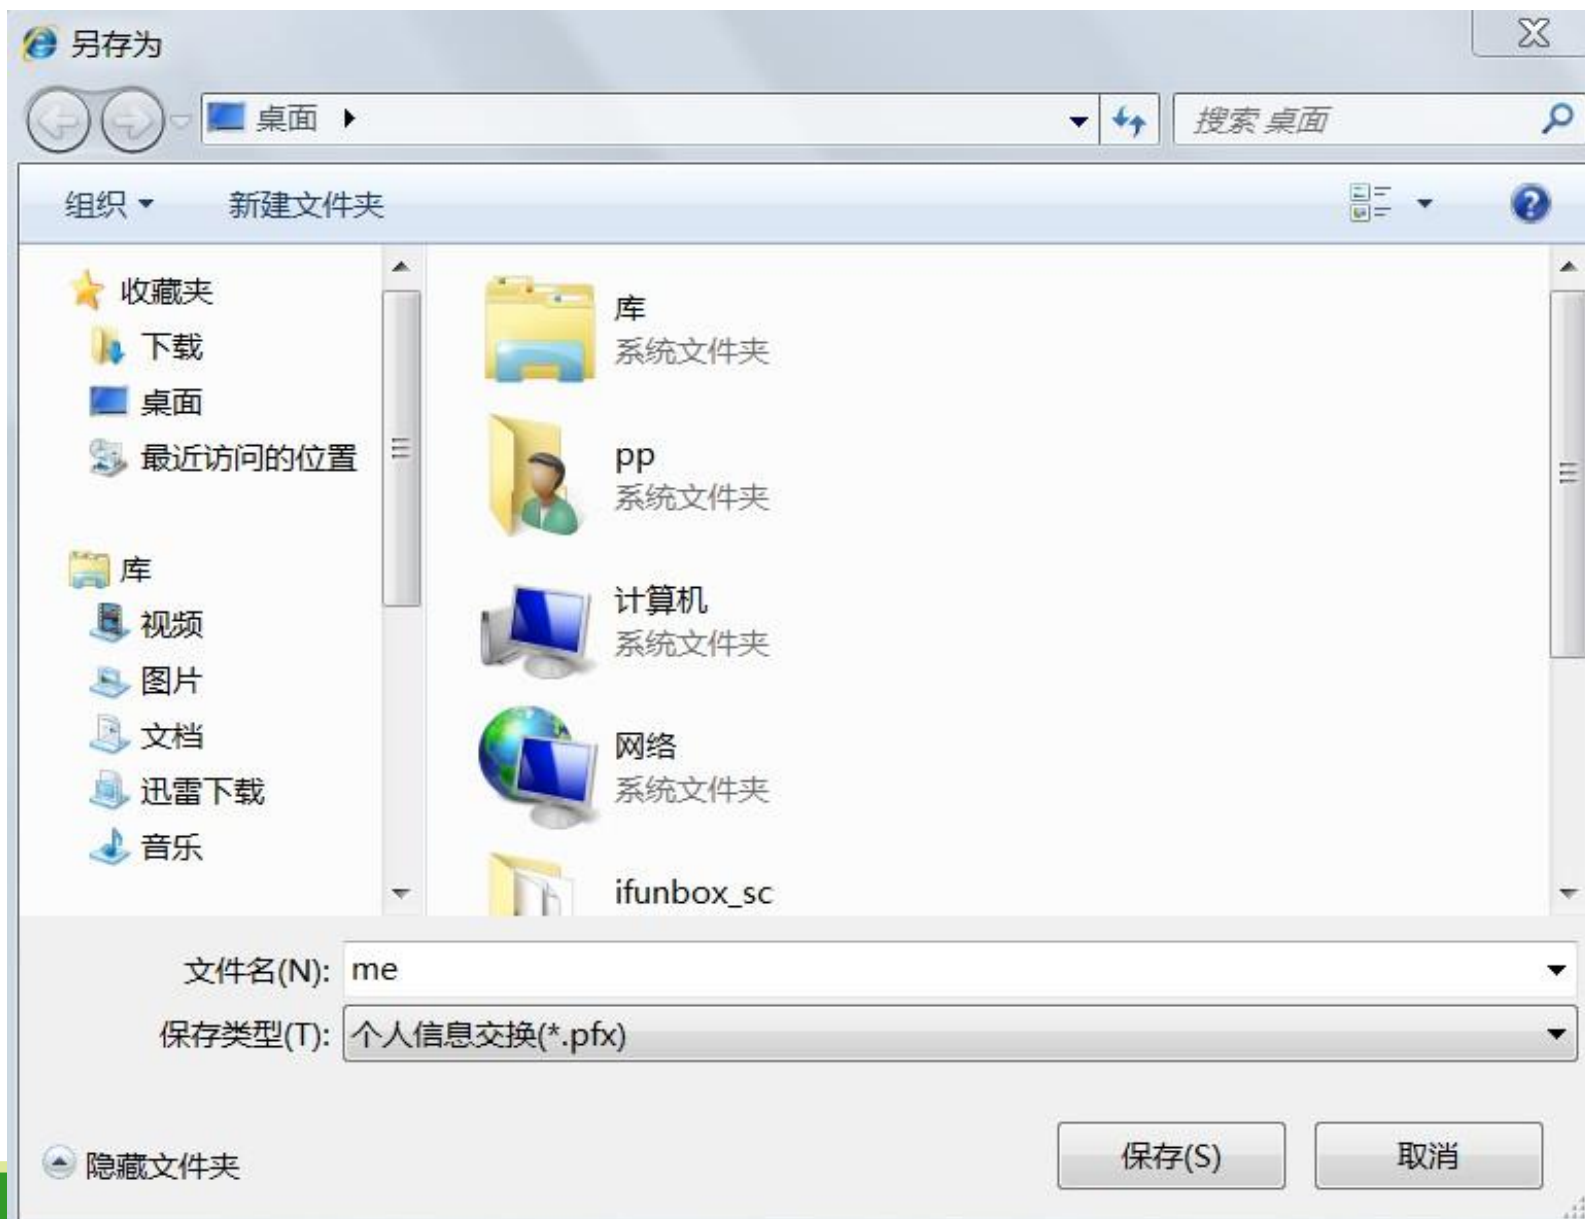 另存为
桌面
搜索 桌面
组织
新建文件夹
收藏夹
下载
桌面
最近访问的位置
库
视频
图片
文档
迅雷下载
音乐
库
系统文件夹
pp
系统文件夹
计算机
系统文件夹
网络
系统文件夹
ifunbox_sc
文件名(N): me
保存类型(T): 个人信息交换(*.pfx)
隐藏文件夹
保存(S)
取消